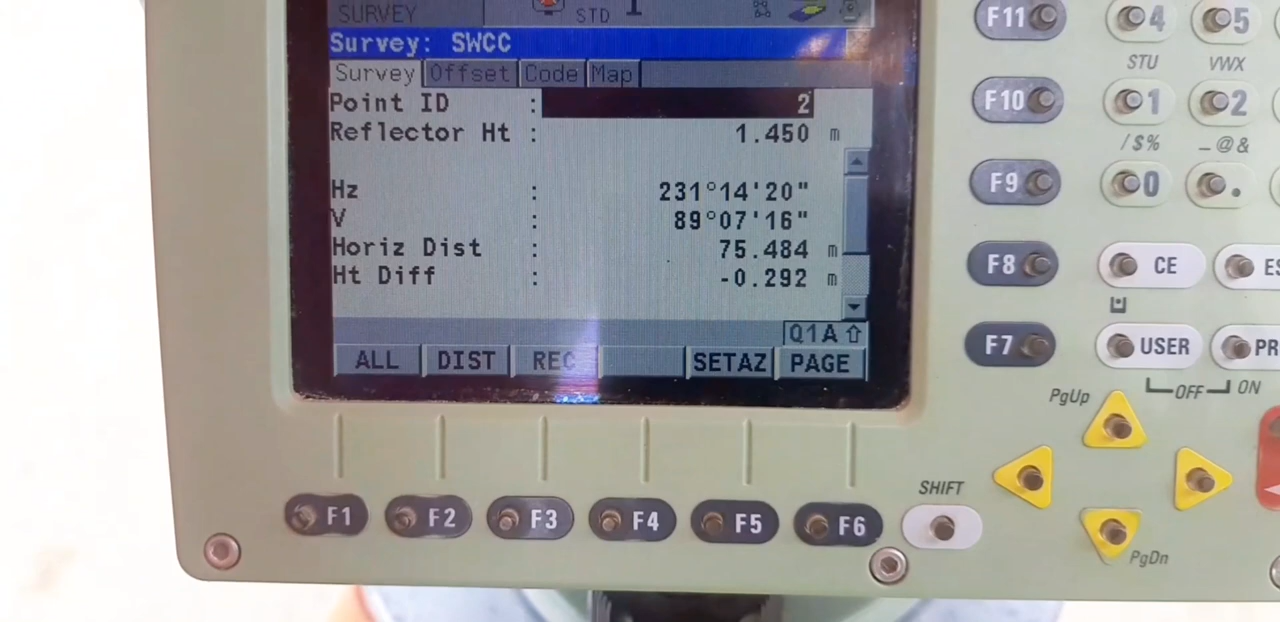 SURVEY
STD
Survey: SWCC
Survey Offset Code Map
Point ID : 2
Reflector Ht : 1.450 m
Hz : 231°14'20"
V : 89°07'16"
Horiz Dist : 75.484 m
Ht Diff : -0.292 m
Q1A⇧
ALL DIST REC SETAZ PAGE
F1 F2 F3 F4 F5 F6
SHIFT
F11 4 5
STU VWX
F10 1 2
/$% _@&
F9 0 .
F8 CE
F7 USER
OFF ON
PgUp
PgDn